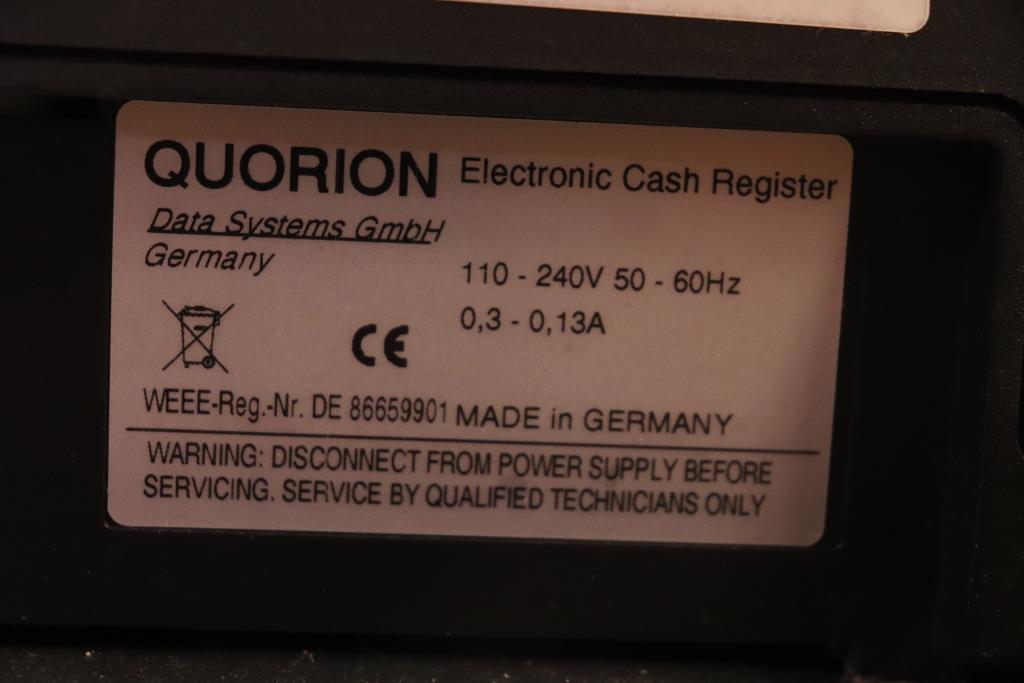 QUORION Electronic Cash Register
Data Systems GmbH
Germany
110 - 240V 50 - 60Hz
0,3 - 0,13A
CE
WEEE-Reg.-Nr. DE 86659901 MADE in GERMANY
WARNING: DISCONNECT FROM POWER SUPPLY BEFORE
SERVICING. SERVICE BY QUALIFIED TECHNICIANS ONLY